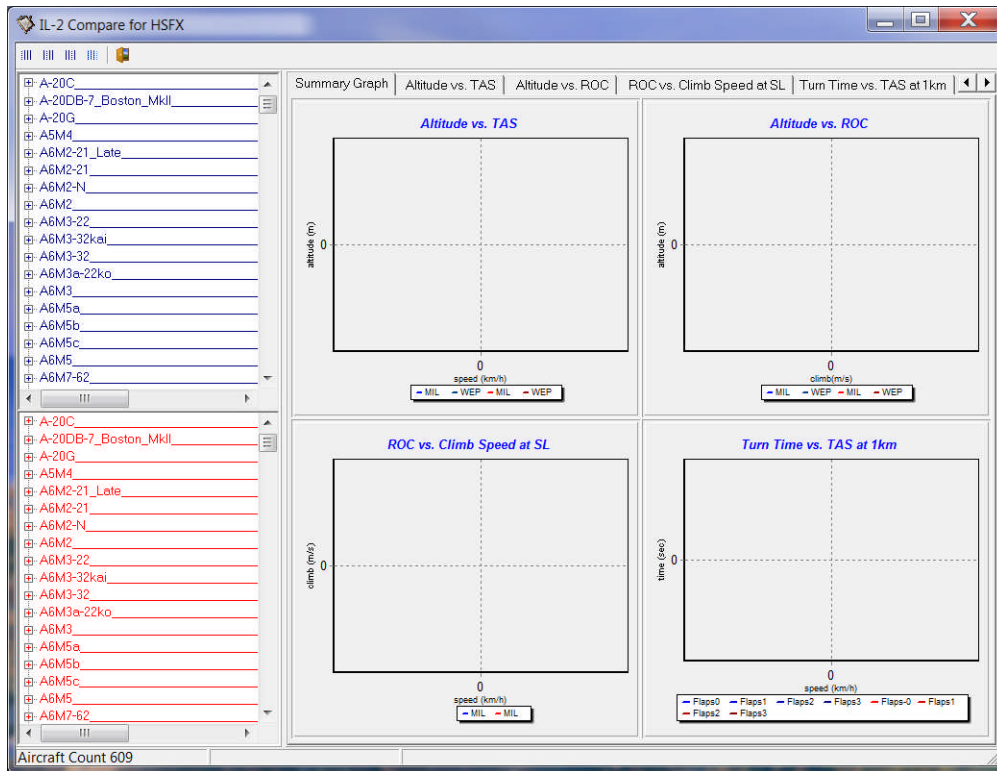 IL-2 Compare for HSFX
A-20C
A-20DB-7_Boston_MkII
A-20G
A5M4
A6M2-21_Late
A6M2-21
A6M2-N
A6M2
A6M3-22
A6M3-32kai
A6M3-32
A6M3a-22ko
A6M3
A6M5a
A6M5b
A6M5c
A6M5
A6M7-62
A-20C
A-20DB-7_Boston_MkII
A-20G
A5M4
A6M2-21_Late
A6M2-21
A6M2-N
A6M2
A6M3-22
A6M3-32kai
A6M3-32
A6M3a-22ko
A6M3
A6M5a
A6M5b
A6M5c
A6M5
A6M7-62
Summary Graph Altitude vs. TAS Altitude vs. ROC ROC vs. Climb Speed at SL Turn Time vs. TAS at 1km
Altitude vs. TAS
altitude (m)
0
0
speed (km/h)
MIL WEP MIL WEP
Altitude vs. ROC
altitude (m)
0
0
climb(m/s)
MIL WEP MIL WEP
ROC vs. Climb Speed at SL
climb (m/s)
0
0
speed (km/h)
MIL MIL
Turn Time vs. TAS at 1km
time (sec)
0
0
speed (km/h)
Flaps0 Flaps1 Flaps2 Flaps3 Flaps-0 Flaps1
Flaps2 Flaps3
Aircraft Count 609